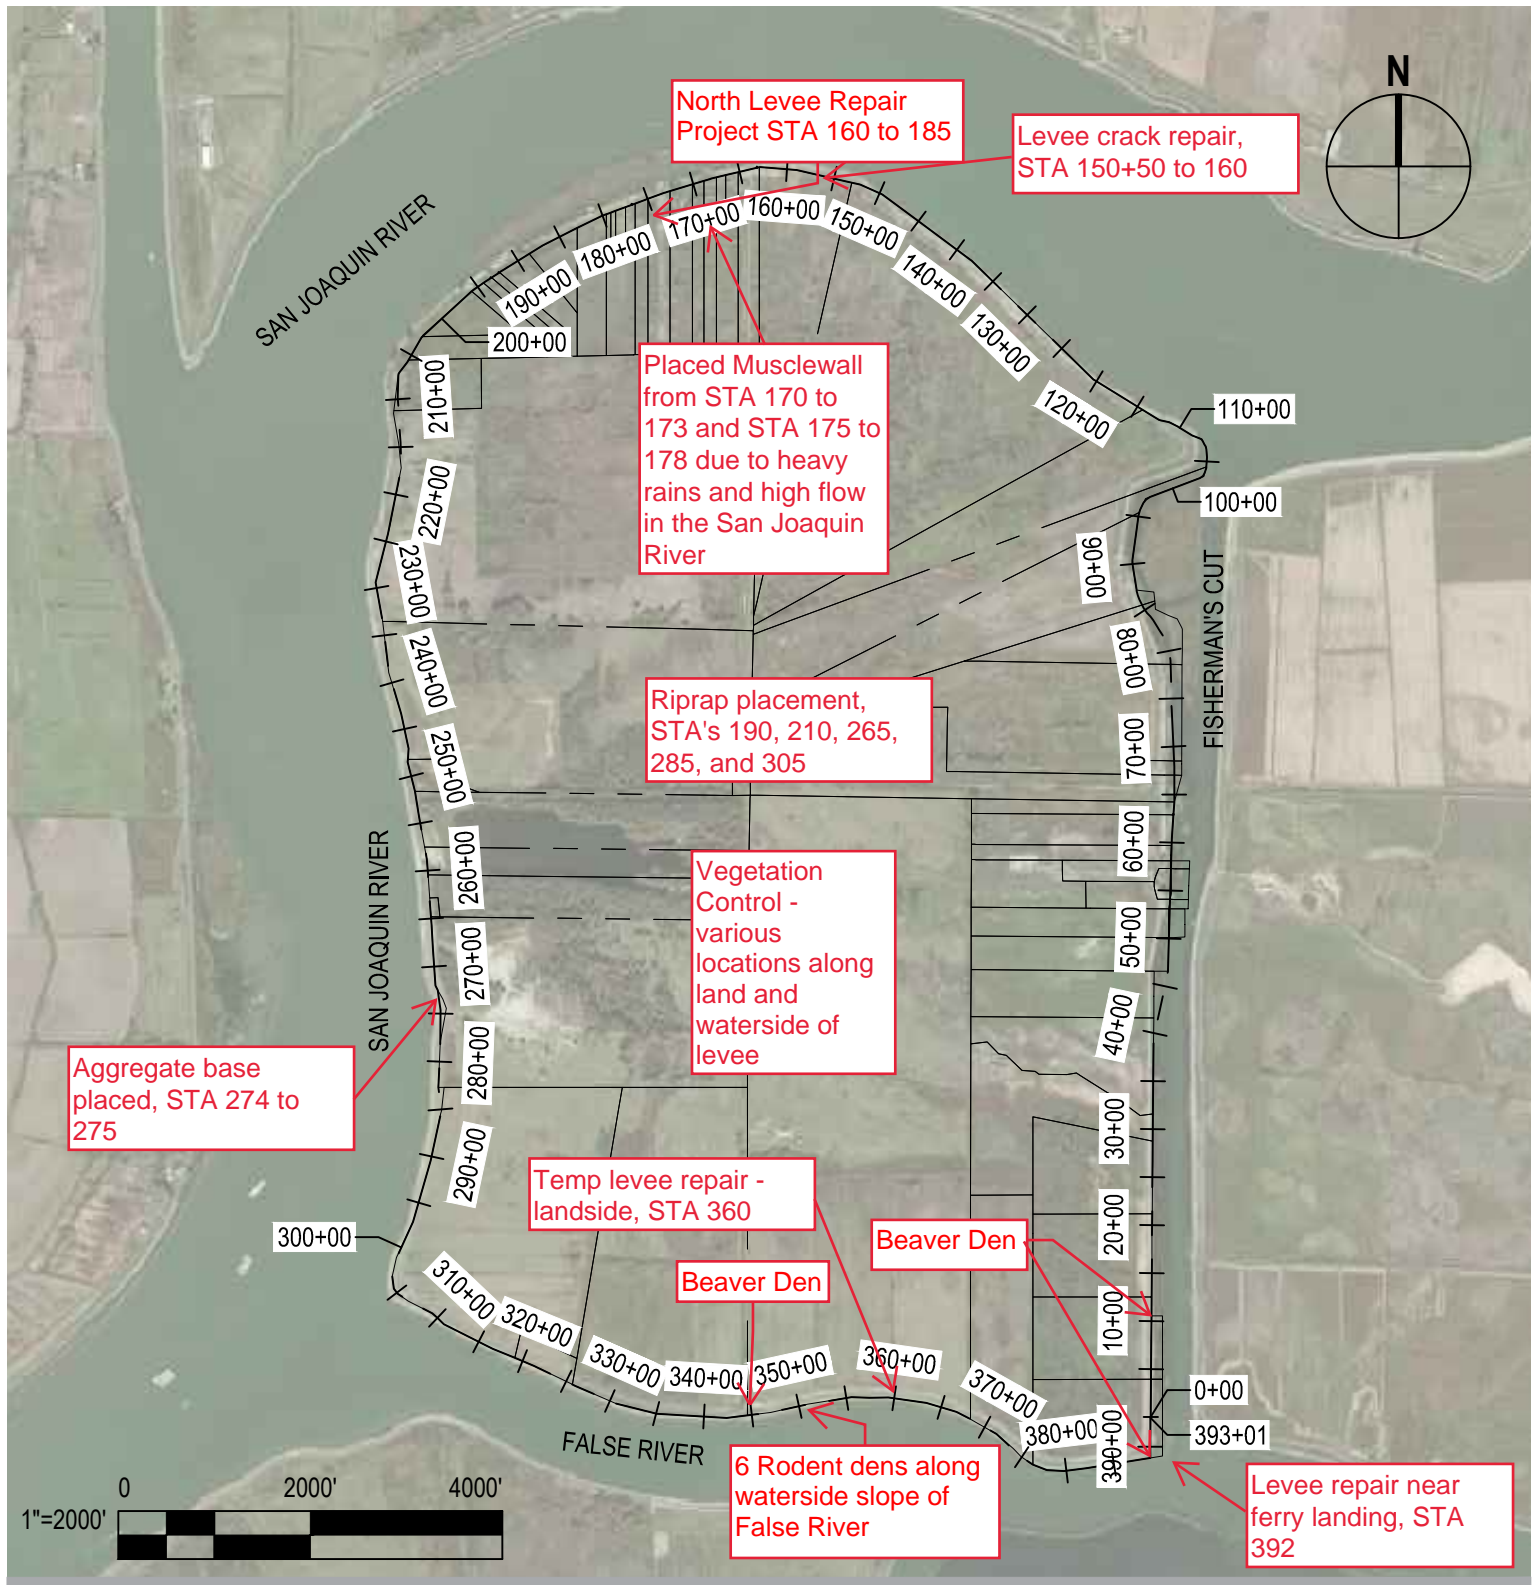 N
North Levee Repair
Project STA 160 to 185
Levee crack repair,
STA 150+50 to 160
SAN JOAQUIN RIVER
160+00
170+00
150+00
180+00
140+00
190+00
130+00
200+00
Placed Musclewall
from STA 170 to
173 and STA 175 to
178 due to heavy
rains and high flow
in the San Joaquin
River
210+00
120+00
110+00
220+00
100+00
230+00
90+00
FISHERMAN'S CUT
240+00
80+00
Riprap placement,
STA's 190, 210, 265,
285, and 305
250+00
70+00
260+00
60+00
SAN JOAQUIN RIVER
Vegetation
Control -
various
locations along
land and
waterside of
levee
270+00
50+00
40+00
Aggregate base
placed, STA 274 to
275
280+00
30+00
290+00
Temp levee repair -
landside, STA 360
20+00
300+00
Beaver Den
Beaver Den
310+00
320+00
10+00
330+00
340+00
350+00
360+00
370+00
0+00
380+00
390+00
393+01
FALSE RIVER
6 Rodent dens along
waterside slope of
False River
Levee repair near
ferry landing, STA
392
0 2000' 4000'
1"=2000'